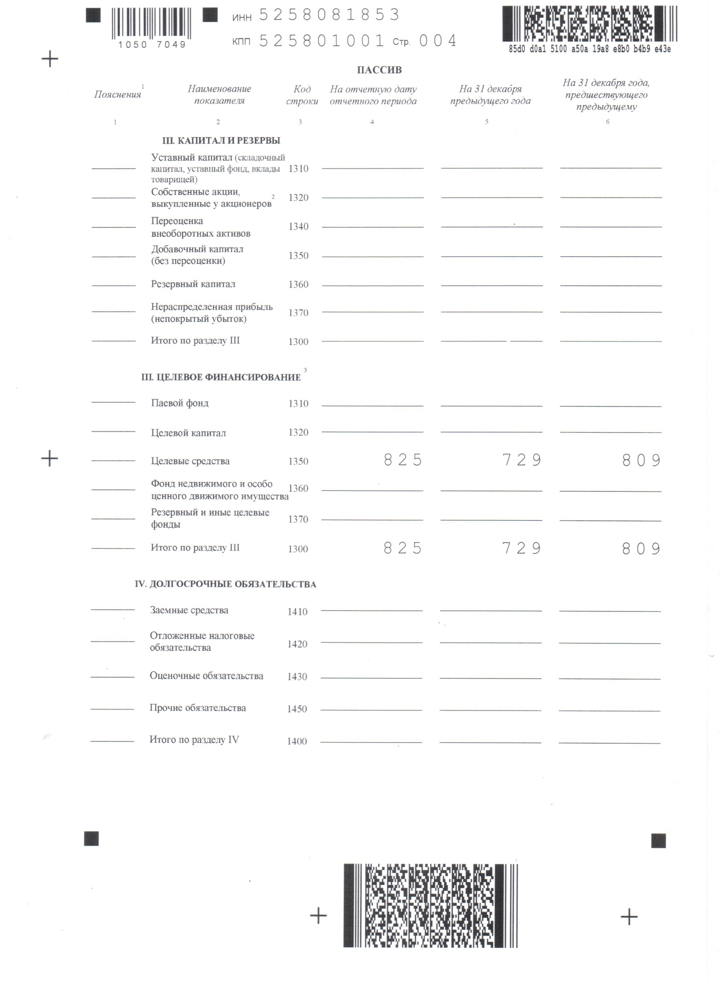 ИНН 5258081853
1050 7049
КПП 525801001 Стр. 004
85d0 d0a1 5100 a50a 19a8 e8b0 b4b9 e43e
ПАССИВ
Пояснения 1
Наименование показателя
Код строки
На отчетную дату отчетного периода
На 31 декабря предыдущего года
На 31 декабря года, предшествующего предыдущему
1 2 3 4 5 6
III. КАПИТАЛ И РЕЗЕРВЫ
Уставный капитал (складочный
капитал, уставный фонд, вклады 1310
товарищей)
Собственные акции,
выкупленные у акционеров 2 1320
Переоценка
внеоборотных активов 1340
Добавочный капитал
(без переоценки) 1350
Резервный капитал 1360
Нераспределенная прибыль
(непокрытый убыток) 1370
Итого по разделу III 1300
III. ЦЕЛЕВОЕ ФИНАНСИРОВАНИЕ 3
Паевой фонд 1310
Целевой капитал 1320
Целевые средства 1350 825 729 809
Фонд недвижимого и особо
ценного движимого имущества 1360
Резервный и иные целевые
фонды 1370
Итого по разделу III 1300 825 729 809
IV. ДОЛГОСРОЧНЫЕ ОБЯЗАТЕЛЬСТВА
Заемные средства 1410
Отложенные налоговые
обязательства 1420
Оценочные обязательства 1430
Прочие обязательства 1450
Итого по разделу IV 1400